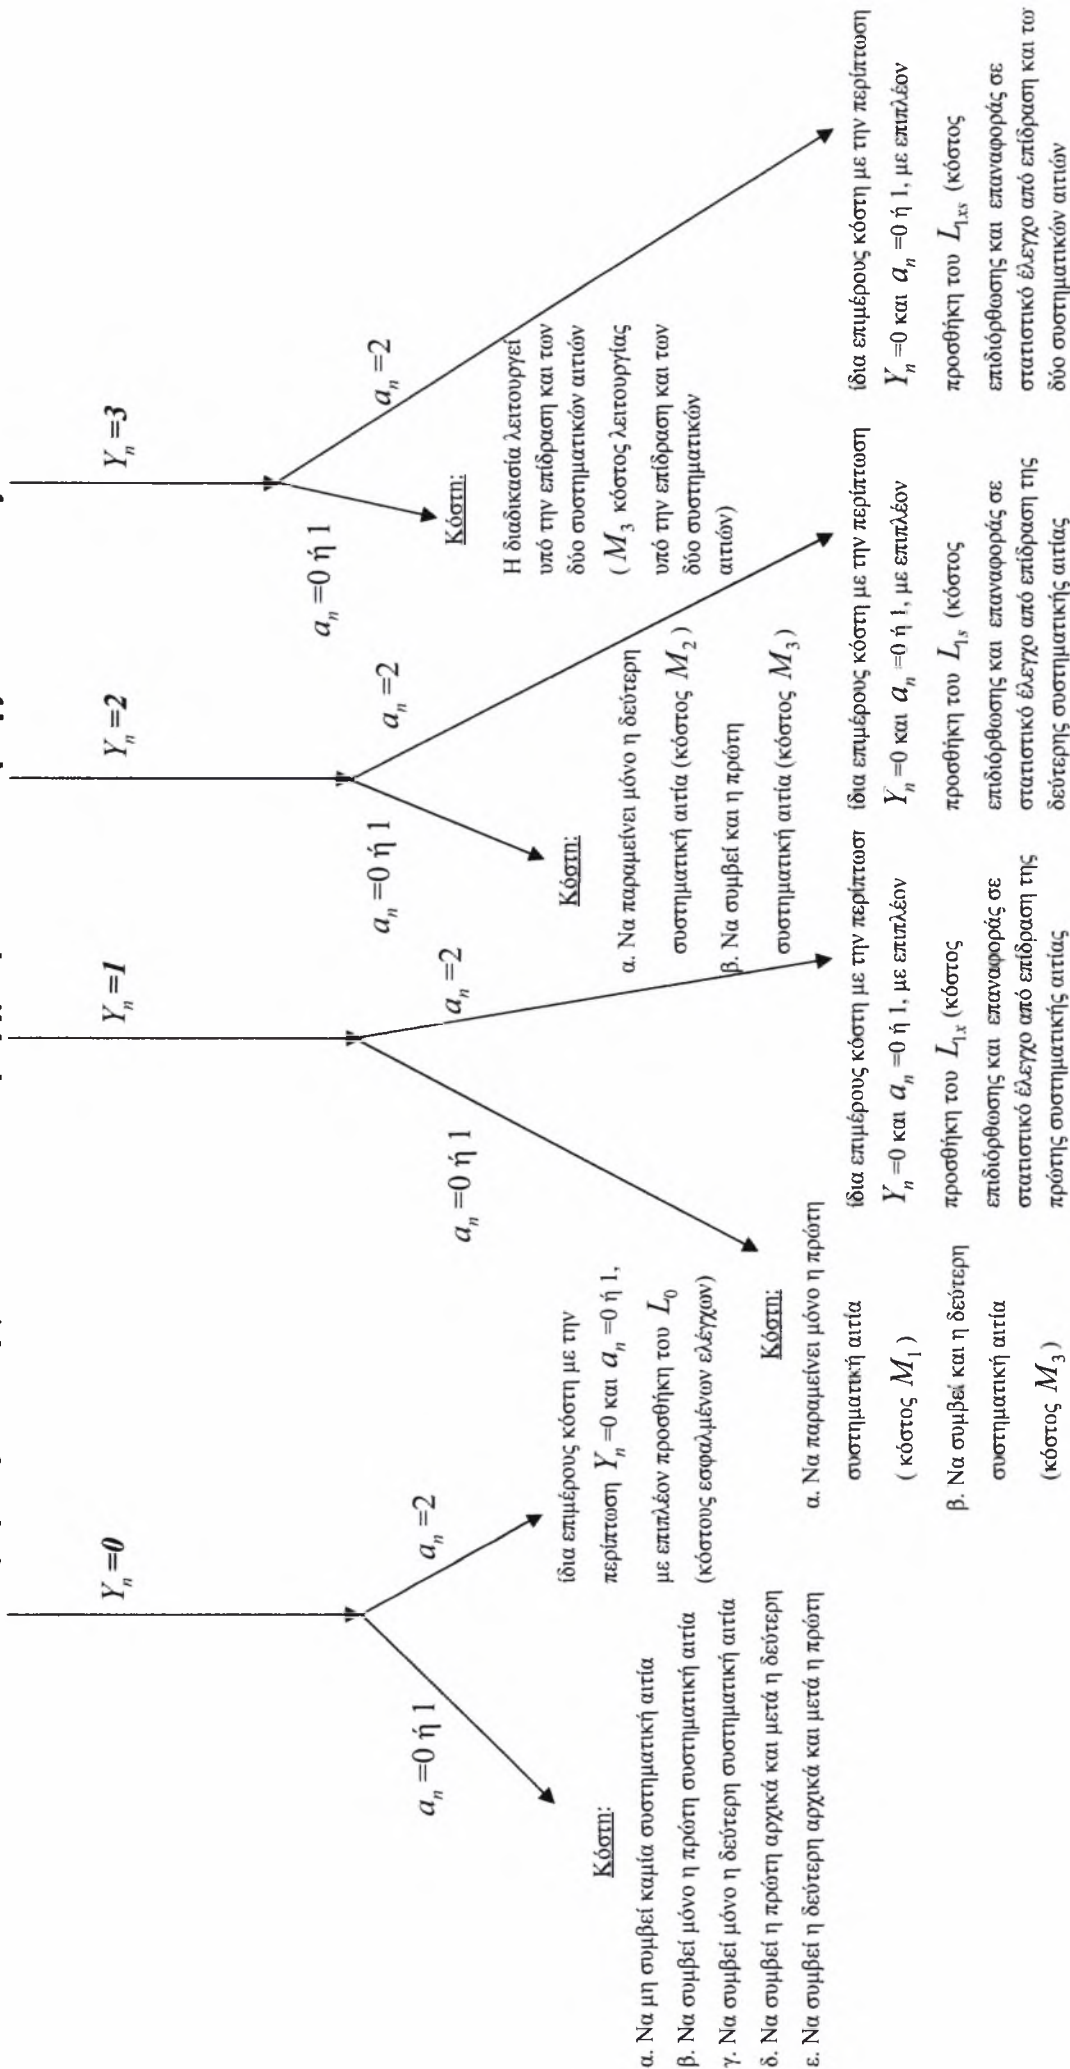 Y_n=0
a_n=0 ή 1
a_n=2
Κόστη:
α. Να μη συμβεί καμία συστηματική αιτία
β. Να συμβεί μόνο η πρώτη συστηματική αιτία
γ. Να συμβεί μόνο η δεύτερη συστηματική αιτία
δ. Να συμβεί η πρώτη αρχικά και μετά η δεύτερη
ε. Να συμβεί η δεύτερη αρχικά και μετά η πρώτη
ίδια επιμέρους κόστη με την
περίπτωση Y_n=0 και a_n=0 ή 1,
με επιπλέον προσθήκη του L_0
(κόστους εσφαλμένων ελέγχων)
Y_n=1
a_n=0 ή 1
a_n=2
Κόστη:
α. Να παραμείνει μόνο η πρώτη
συστηματική αιτία
( κόστος M_1 )
β. Να συμβεί και η δεύτερη
συστηματική αιτία
(κόστος M_3 )
ίδια επιμέρους κόστη με την περίπτωση
Y_n=0 και a_n=0 ή 1, με επιπλέον
προσθήκη του L_{1x} (κόστος
επιδιόρθωσης και επαναφοράς σε
στατιστικό έλεγχο από επίδραση της
πρώτης συστηματικής αιτίας
Y_n=2
a_n=0 ή 1
a_n=2
Κόστη:
α. Να παραμείνει μόνο η δεύτερη
συστηματική αιτία (κόστος M_2 )
β. Να συμβεί και η πρώτη
συστηματική αιτία (κόστος M_3 )
ίδια επιμέρους κόστη με την περίπτωση
Y_n=0 και a_n=0 ή 1, με επιπλέον
προσθήκη του L_{1s} (κόστος
επιδιόρθωσης και επαναφοράς σε
στατιστικό έλεγχο από επίδραση της
δεύτερης συστηματικής αιτίας
Y_n=3
a_n=0 ή 1
a_n=2
Κόστη:
Η διαδικασία λειτουργεί
υπό την επίδραση και των
δύο συστηματικών αιτιών
( M_3 κόστος λειτουργίας
υπό την επίδραση και των
δύο συστηματικών
αιτιών)
ίδια επιμέρους κόστη με την περίπτωση
Y_n=0 και a_n=0 ή 1, με επιπλέον
προσθήκη του L_{1xs} (κόστος
επιδιόρθωσης και επαναφοράς σε
στατιστικό έλεγχο από επίδραση και
δύο συστηματικών αιτιών